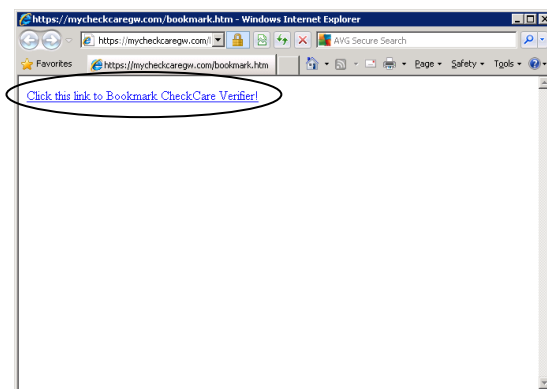 https://mycheckcaregw.com/bookmark.htm - Windows Internet Explorer
https://mycheckcaregw.com/
AVG Secure Search
Favorites
https://mycheckcaregw.com/bookmark.htm
Page
Safety
Tools
Click this link to Bookmark CheckCare Verifier!